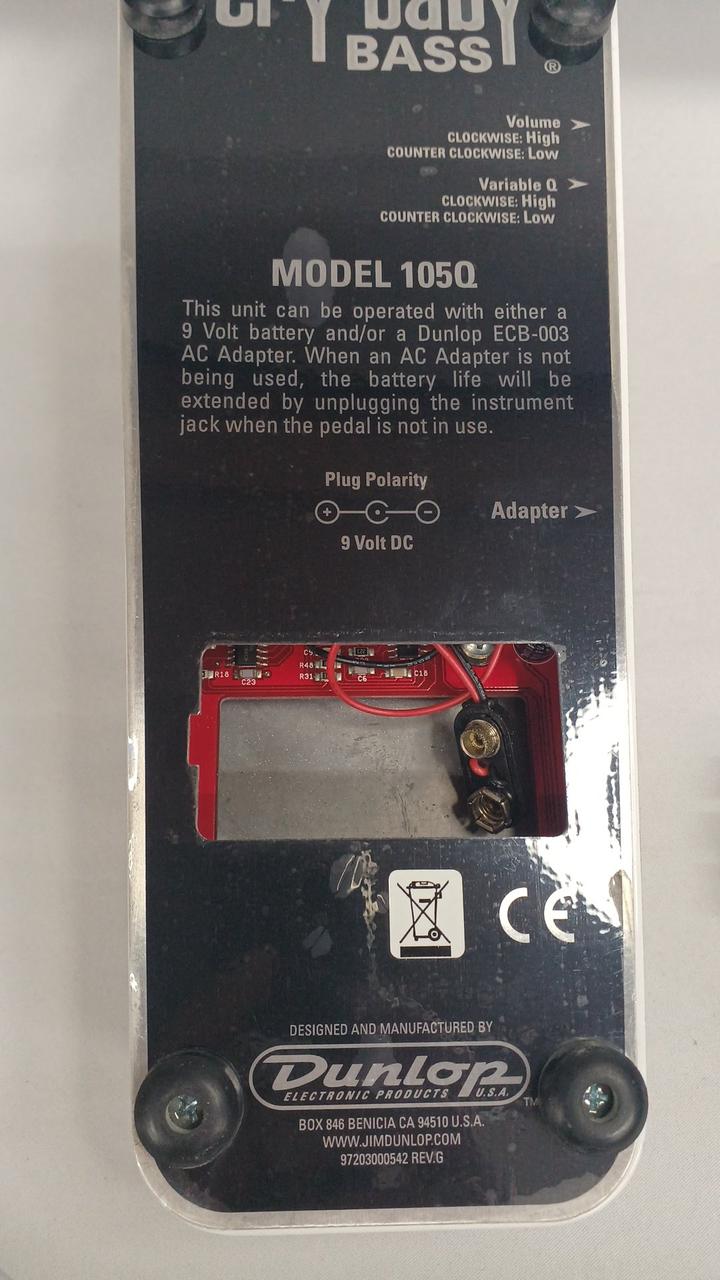 cry baby
BASS
®
Volume
CLOCKWISE: High
COUNTER CLOCKWISE: Low
Variable Q
CLOCKWISE: High
COUNTER CLOCKWISE: Low
MODEL 105Q
This unit can be operated with either a
9 Volt battery and/or a Dunlop ECB-003
AC Adapter. When an AC Adapter is not
being used, the battery life will be
extended by unplugging the instrument
jack when the pedal is not in use.
Plug Polarity
+ −
Adapter
9 Volt DC
R48
R18
C23
R31
C6
C18
CE
DESIGNED AND MANUFACTURED BY
Dunlop
ELECTRONIC PRODUCTS U.S.A.
TM
BOX 846 BENICIA CA 94510 U.S.A.
WWW.JIMDUNLOP.COM
97203000542 REV.G